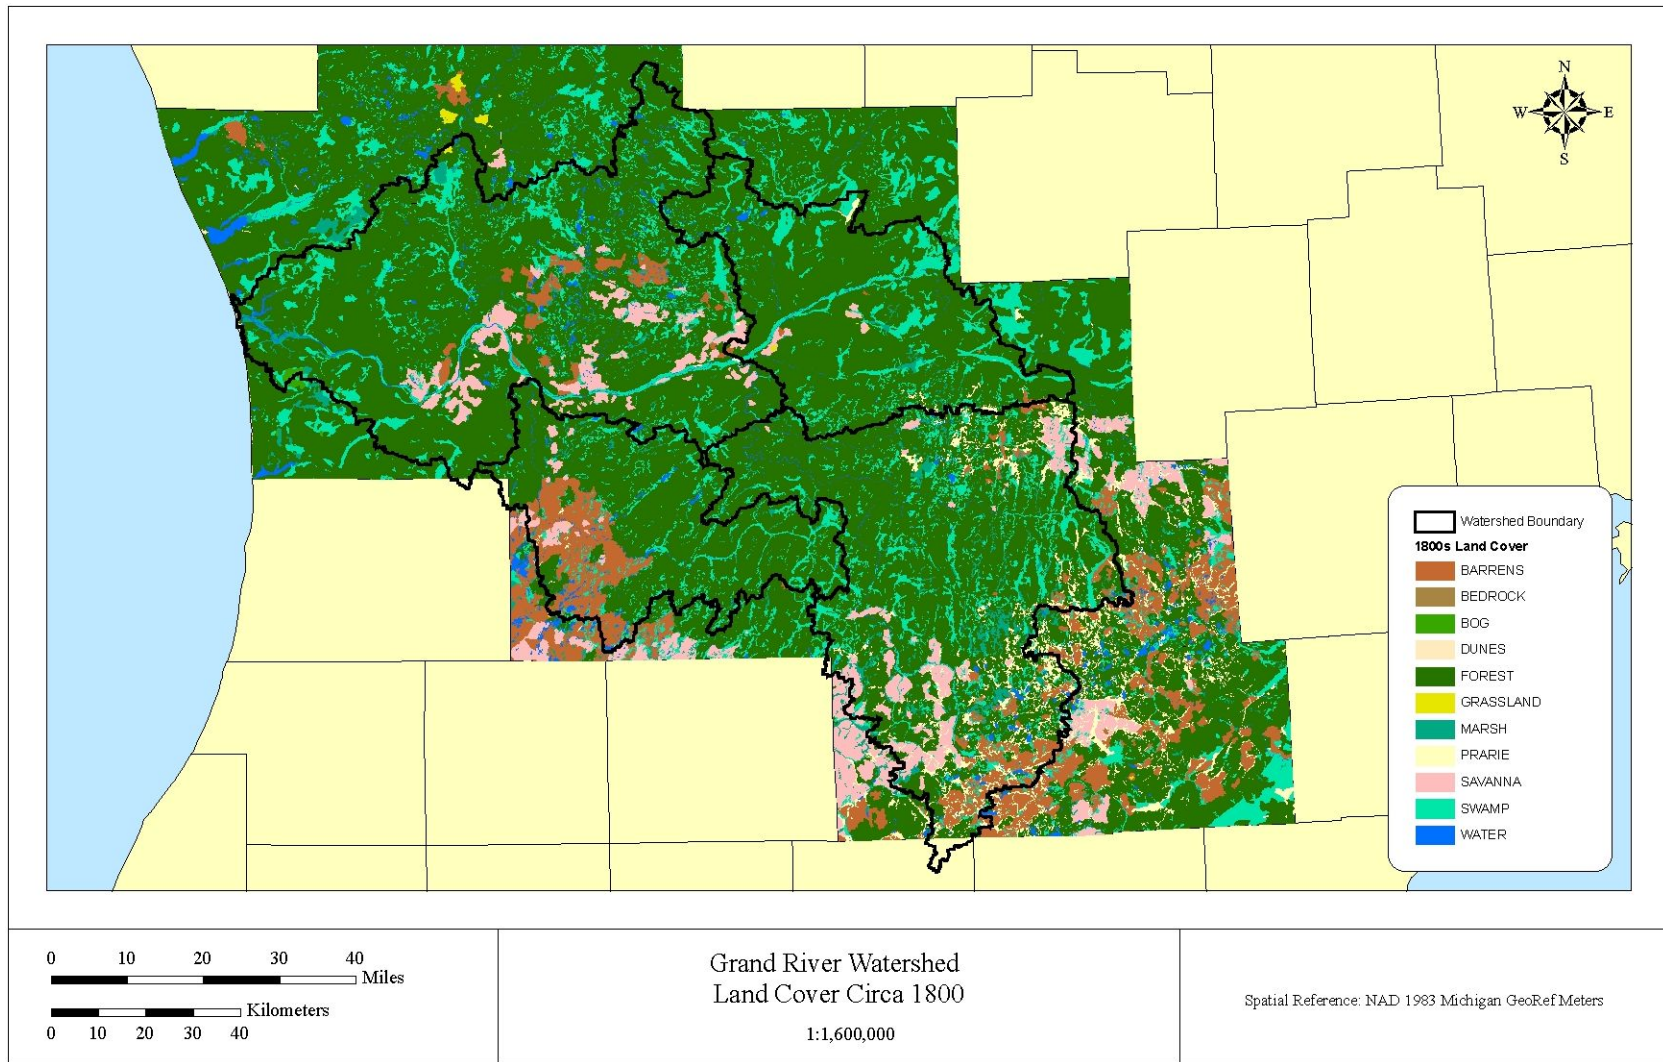 N
W E
S
Watershed Boundary
1800s Land Cover
BARRENS
BEDROCK
BOG
DUNES
FOREST
GRASSLAND
MARSH
PRARIE
SAVANNA
SWAMP
WATER
0 10 20 30 40
Miles
Kilometers
0 10 20 30 40
Grand River Watershed
Land Cover Circa 1800
1:1,600,000
Spatial Reference: NAD 1983 Michigan GeoRef Meters